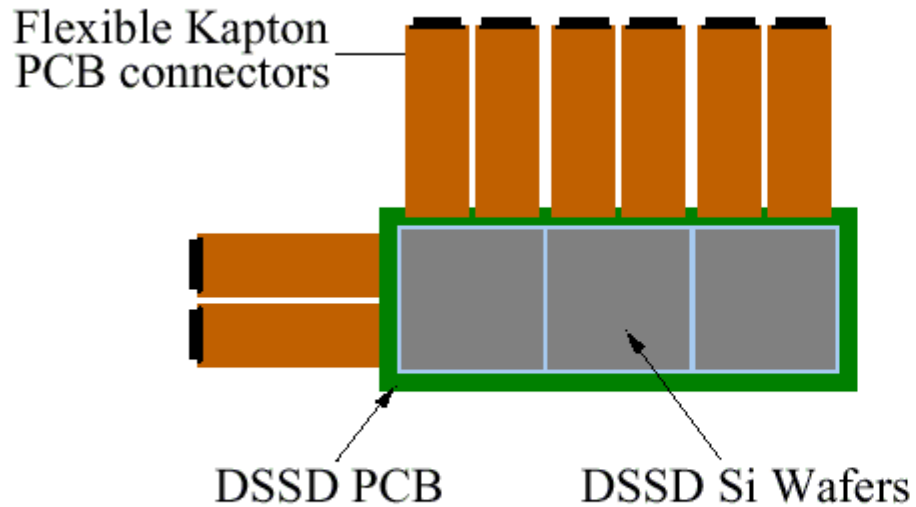 Flexible Kapton
PCB connectors
DSSD PCB
DSSD Si Wafers